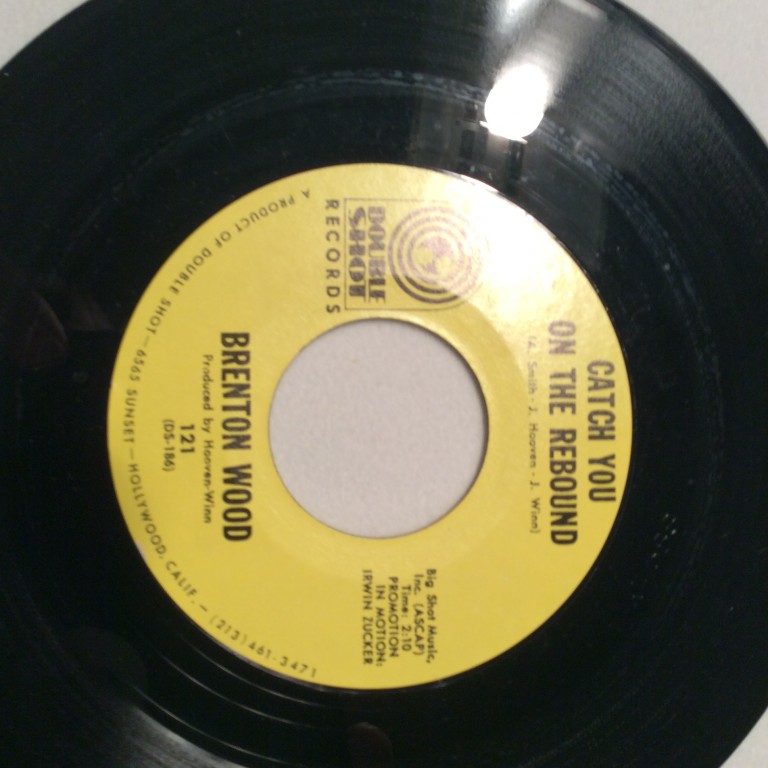 CATCH YOU
ON THE REBOUND
(A. Smith - J. Hooven - J. Winn)
DOUBLE
SHOT
RECORDS
Big Shot Music,
Inc. (ASCAP)
Time: 2:10
PROMOTION
IN MOTION:
IRWIN ZUCKER
BRENTON WOOD
Produced by Hooven-Winn
121
(DS-186)
A PRODUCT OF DOUBLE SHOT—6565 SUNSET—HOLLYWOOD, CALIF.—(213) 461-3471